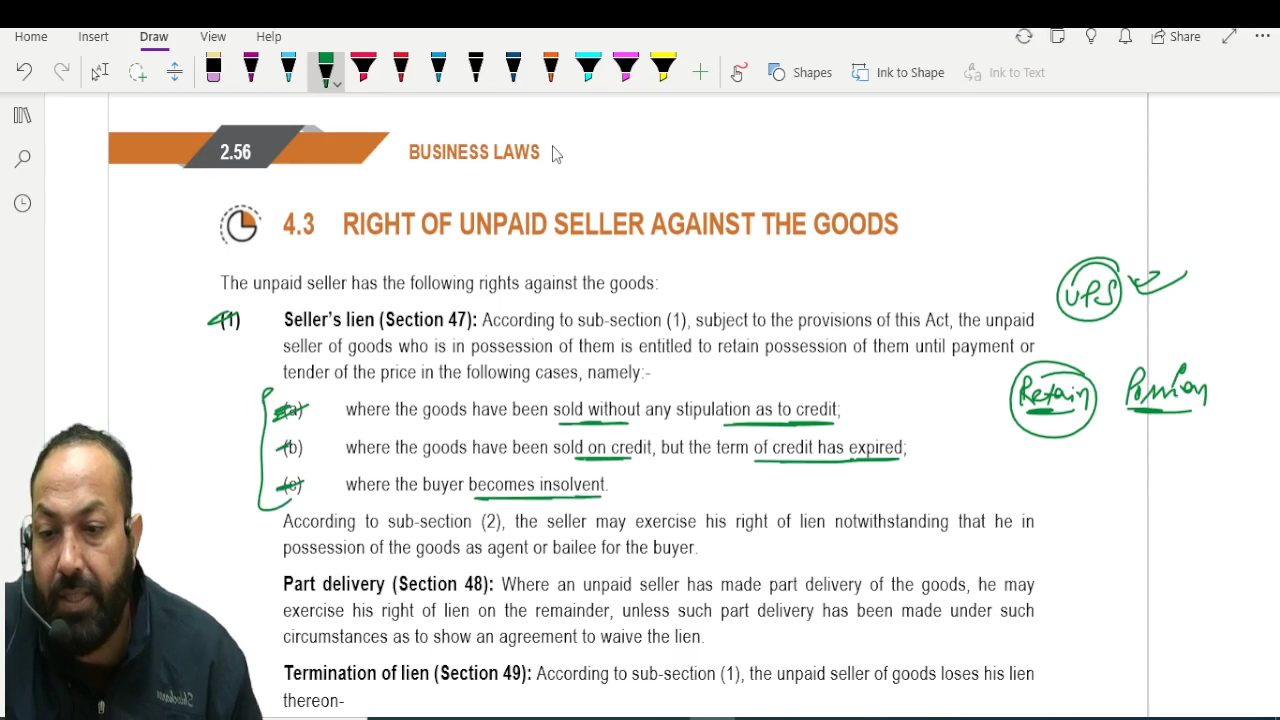 Home Insert Draw View Help
Share
Shapes Ink to Shape Ink to Text
2.56 BUSINESS LAWS
4.3 RIGHT OF UNPAID SELLER AGAINST THE GOODS
The unpaid seller has the following rights against the goods:
UPS
(1) Seller's lien (Section 47): According to sub-section (1), subject to the provisions of this Act, the unpaid
seller of goods who is in possession of them is entitled to retain possession of them until payment or
tender of the price in the following cases, namely:-
Retain
(a) where the goods have been sold without any stipulation as to credit;
(b) where the goods have been sold on credit, but the term of credit has expired;
(c) where the buyer becomes insolvent.
According to sub-section (2), the seller may exercise his right of lien notwithstanding that he in
possession of the goods as agent or bailee for the buyer.
Part delivery (Section 48): Where an unpaid seller has made part delivery of the goods, he may
exercise his right of lien on the remainder, unless such part delivery has been made under such
circumstances as to show an agreement to waive the lien.
Termination of lien (Section 49): According to sub-section (1), the unpaid seller of goods loses his lien
thereon-